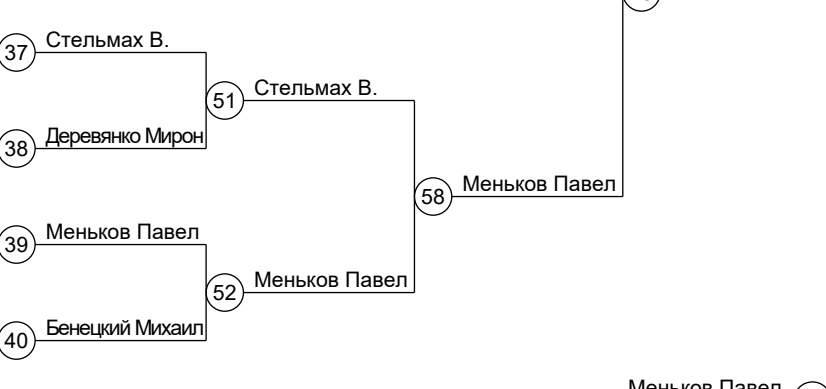 37 Стельмах В.
51 Стельмах В.
38 Деревянко Мирон
58 Меньков Павел
39 Меньков Павел
52 Меньков Павел
40 Бенецкий Михаил
Меньков Павел